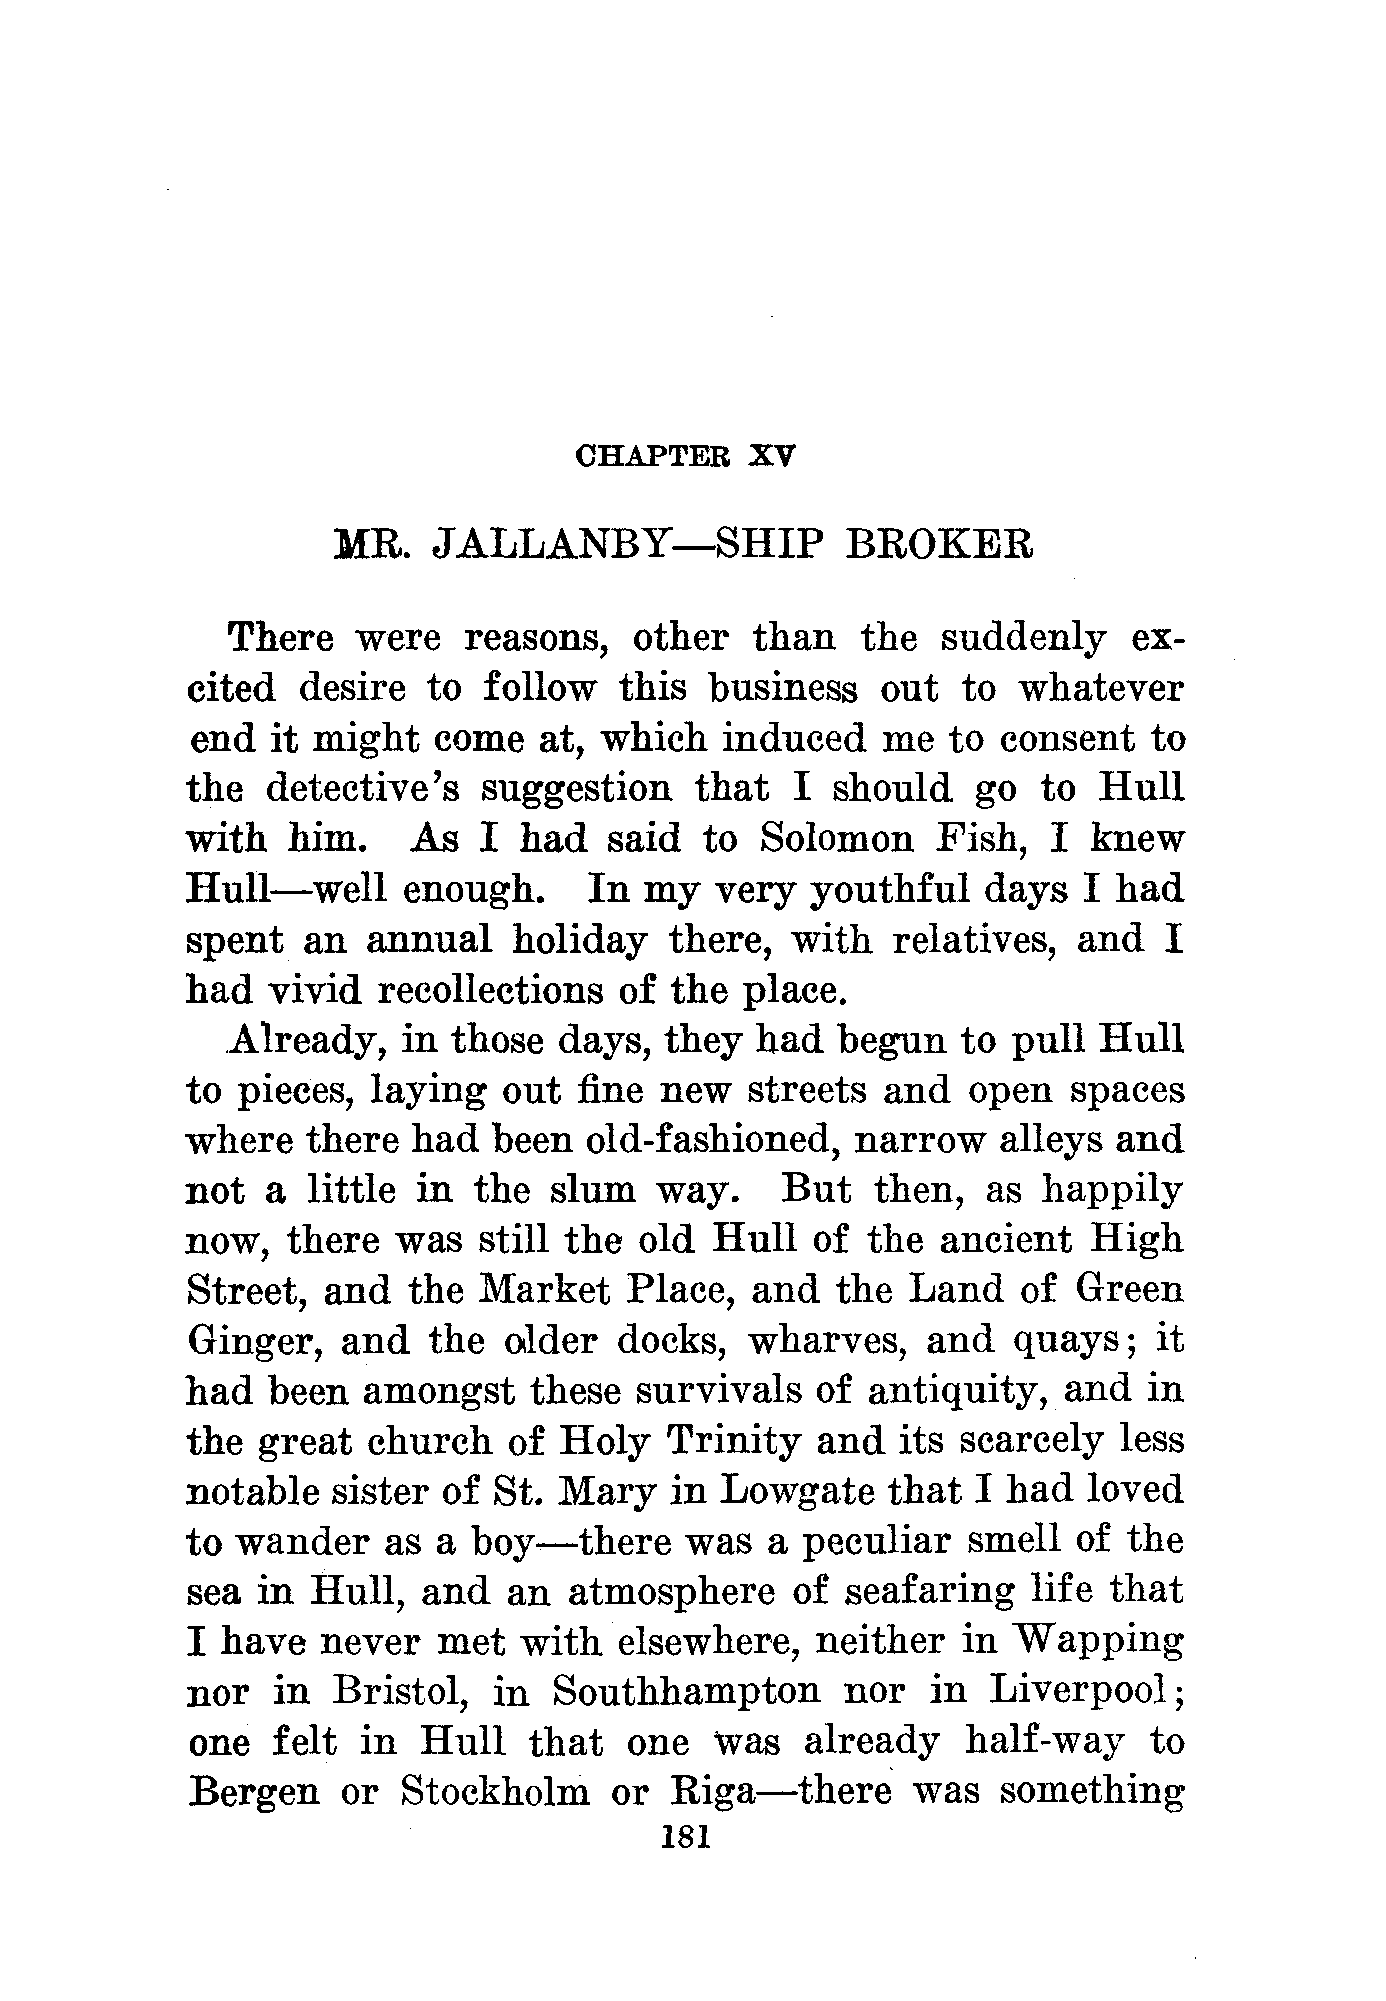 CHAPTER XV
MR. JALLANBY—SHIP BROKER
There were reasons, other than the suddenly ex-
cited desire to follow this business out to whatever
end it might come at, which induced me to consent to
the detective's suggestion that I should go to Hull
with him. As I had said to Solomon Fish, I knew
Hull—well enough. In my very youthful days I had
spent an annual holiday there, with relatives, and I
had vivid recollections of the place.
Already, in those days, they had begun to pull Hull
to pieces, laying out fine new streets and open spaces
where there had been old-fashioned, narrow alleys and
not a little in the slum way. But then, as happily
now, there was still the old Hull of the ancient High
Street, and the Market Place, and the Land of Green
Ginger, and the older docks, wharves, and quays; it
had been amongst these survivals of antiquity, and in
the great church of Holy Trinity and its scarcely less
notable sister of St. Mary in Lowgate that I had loved
to wander as a boy—there was a peculiar smell of the
sea in Hull, and an atmosphere of seafaring life that
I have never met with elsewhere, neither in Wapping
nor in Bristol, in Southhampton nor in Liverpool;
one felt in Hull that one was already half-way to
Bergen or Stockholm or Riga—there was something
181